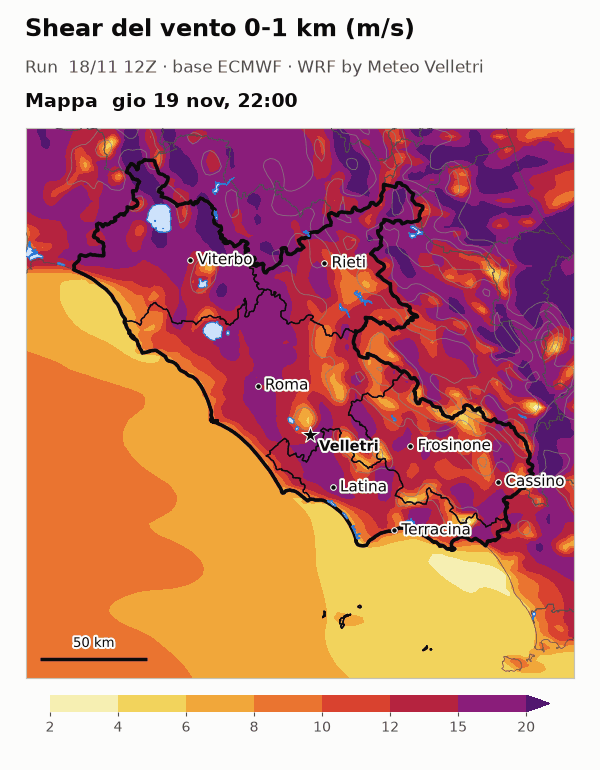 Shear del vento 0-1 km (m/s)
Run  18/11 12Z · base ECMWF · WRF by Meteo Velletri
Mappa  gio 19 nov, 22:00
Viterbo
Rieti
Roma
Velletri
Frosinone
Latina
Cassino
Terracina
50 km
2 4 6 8 10 12 15 20